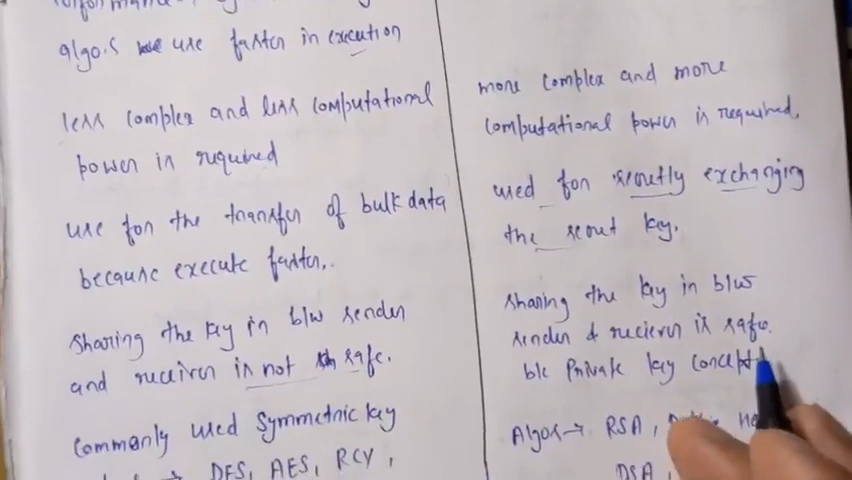 algo.s we use faster in execution
less complex and less computational
power is required
use for the transfer of bulk data
because execute faster.
sharing the key in b/w sender
and receiver is not safe.
Commonly used Symmetric key
DES, AES, RCY,
more complex and more
computational power is required.
used for secretly exchanging
the secret key.
sharing the key in b/w
sender & reciever is safe.
b/c Private key concept
Algos → RSA,
DSA,